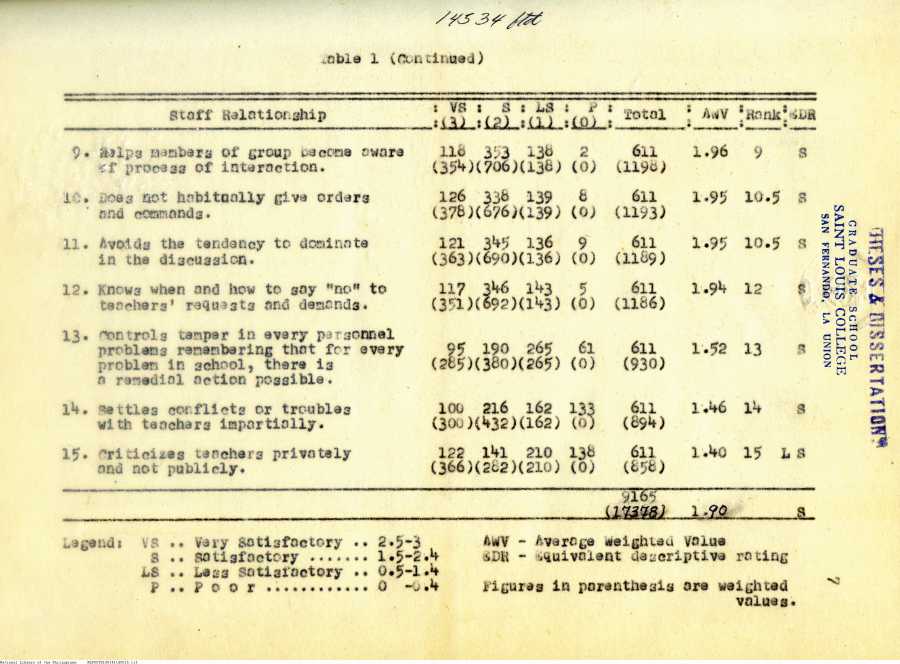 14534 ftd
Table 1 (Continued)
Staff Relationship : VS : S : LS : P : Total : AWV : Rank : EDR
:(3) :(2) :(1) :(0) :
9. Helps members of group become aware 118 353 138 2 611 1.96 9 S
of process of interaction. (354)(706)(138) (0) (1198)
10. Does not habitually give orders 126 338 139 8 611 1.95 10.5 S
and commands. (378)(676)(139) (0) (1193)
11. Avoids the tendency to dominate 121 345 136 9 611 1.95 10.5 S
in the discussion. (363)(690)(136) (0) (1189)
12. Knows when and how to say "no" to 117 346 143 5 611 1.94 12 S
teachers' requests and demands. (351)(692)(143) (0) (1186)
13. Controls temper in every personnel
problems remembering that for every 95 190 265 61 611 1.52 13 S
problem in school, there is (285)(380)(265) (0) (930)
a remedial action possible.
14. Settles conflicts or troubles 100 216 162 133 611 1.46 14 S
with teachers impartially. (300)(432)(162) (0) (894)
15. Criticizes teachers privately 122 141 210 138 611 1.40 15 L S
and not publicly. (366)(282)(210) (0) (858)
9165
(17378) 1.90 S
Legend: VS .. Very Satisfactory .. 2.5-3 AWV - Average Weighted Value
S .. Satisfactory ....... 1.5-2.4 EDR - Equivalent descriptive rating
LS .. Less Satisfactory .. 0.5-1.4
P .. P o o r ............ 0 -0.4 Figures in parenthesis are weighted
values.
7
THESES & DISSERTATION
GRADUATE SCHOOL
SAINT LOUIS COLLEGE
SAN FERNANDO, LA UNION
National Library of the Philippines